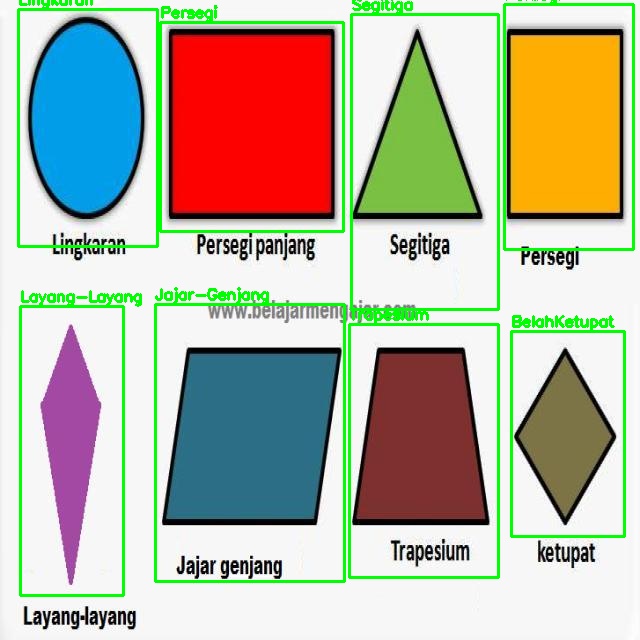 Lingkaran
Persegi
Segitiga
Persegi
Lingkaran
Persegi panjang
Segitiga
Persegi
Layang-Layang
Jajar-Genjang
www.belajarmengajar.com
Trapesium
BelahKetupat
Jajar genjang
Trapesium
ketupat
Layang-layang